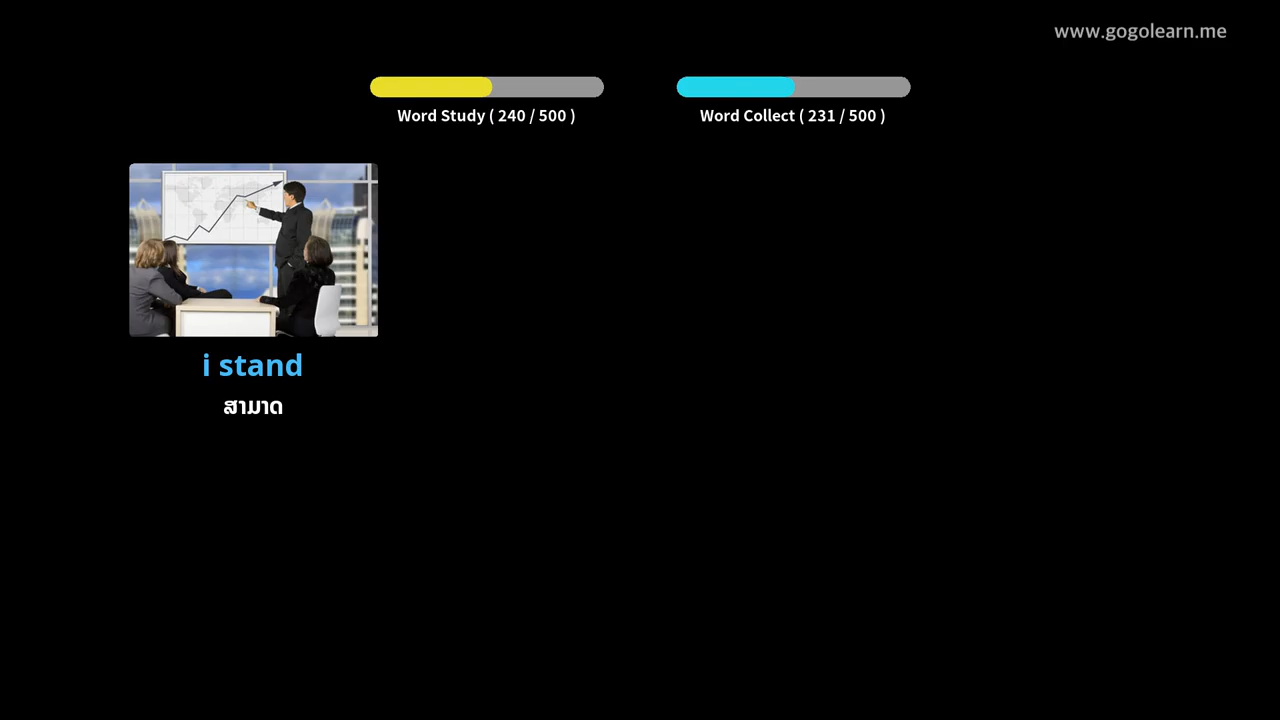 www.gogolearn.me
Word Study ( 240 / 500 )
Word Collect ( 231 / 500 )
i stand
ສາມາດ